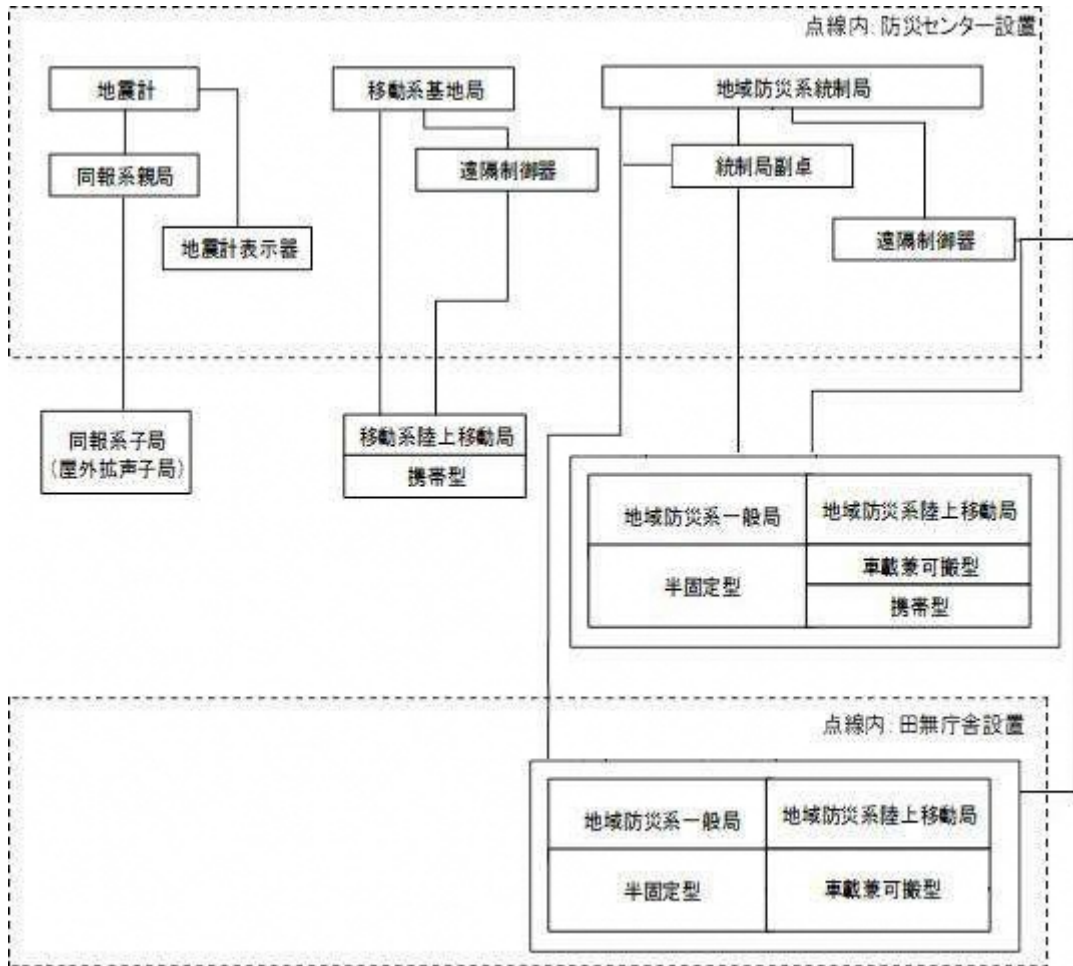 点線内: 防災センター設置
地震計
移動系基地局
地域防災系統制局
同報系親局
遠隔制御器
統制局副卓
地震計表示器
遠隔制御器
同報系子局
(屋外拡声子局)
移動系陸上移動局
携帯型
地域防災系一般局
地域防災系陸上移動局
半固定型
車載兼可搬型
携帯型
点線内: 田無庁舎設置
地域防災系一般局
地域防災系陸上移動局
半固定型
車載兼可搬型